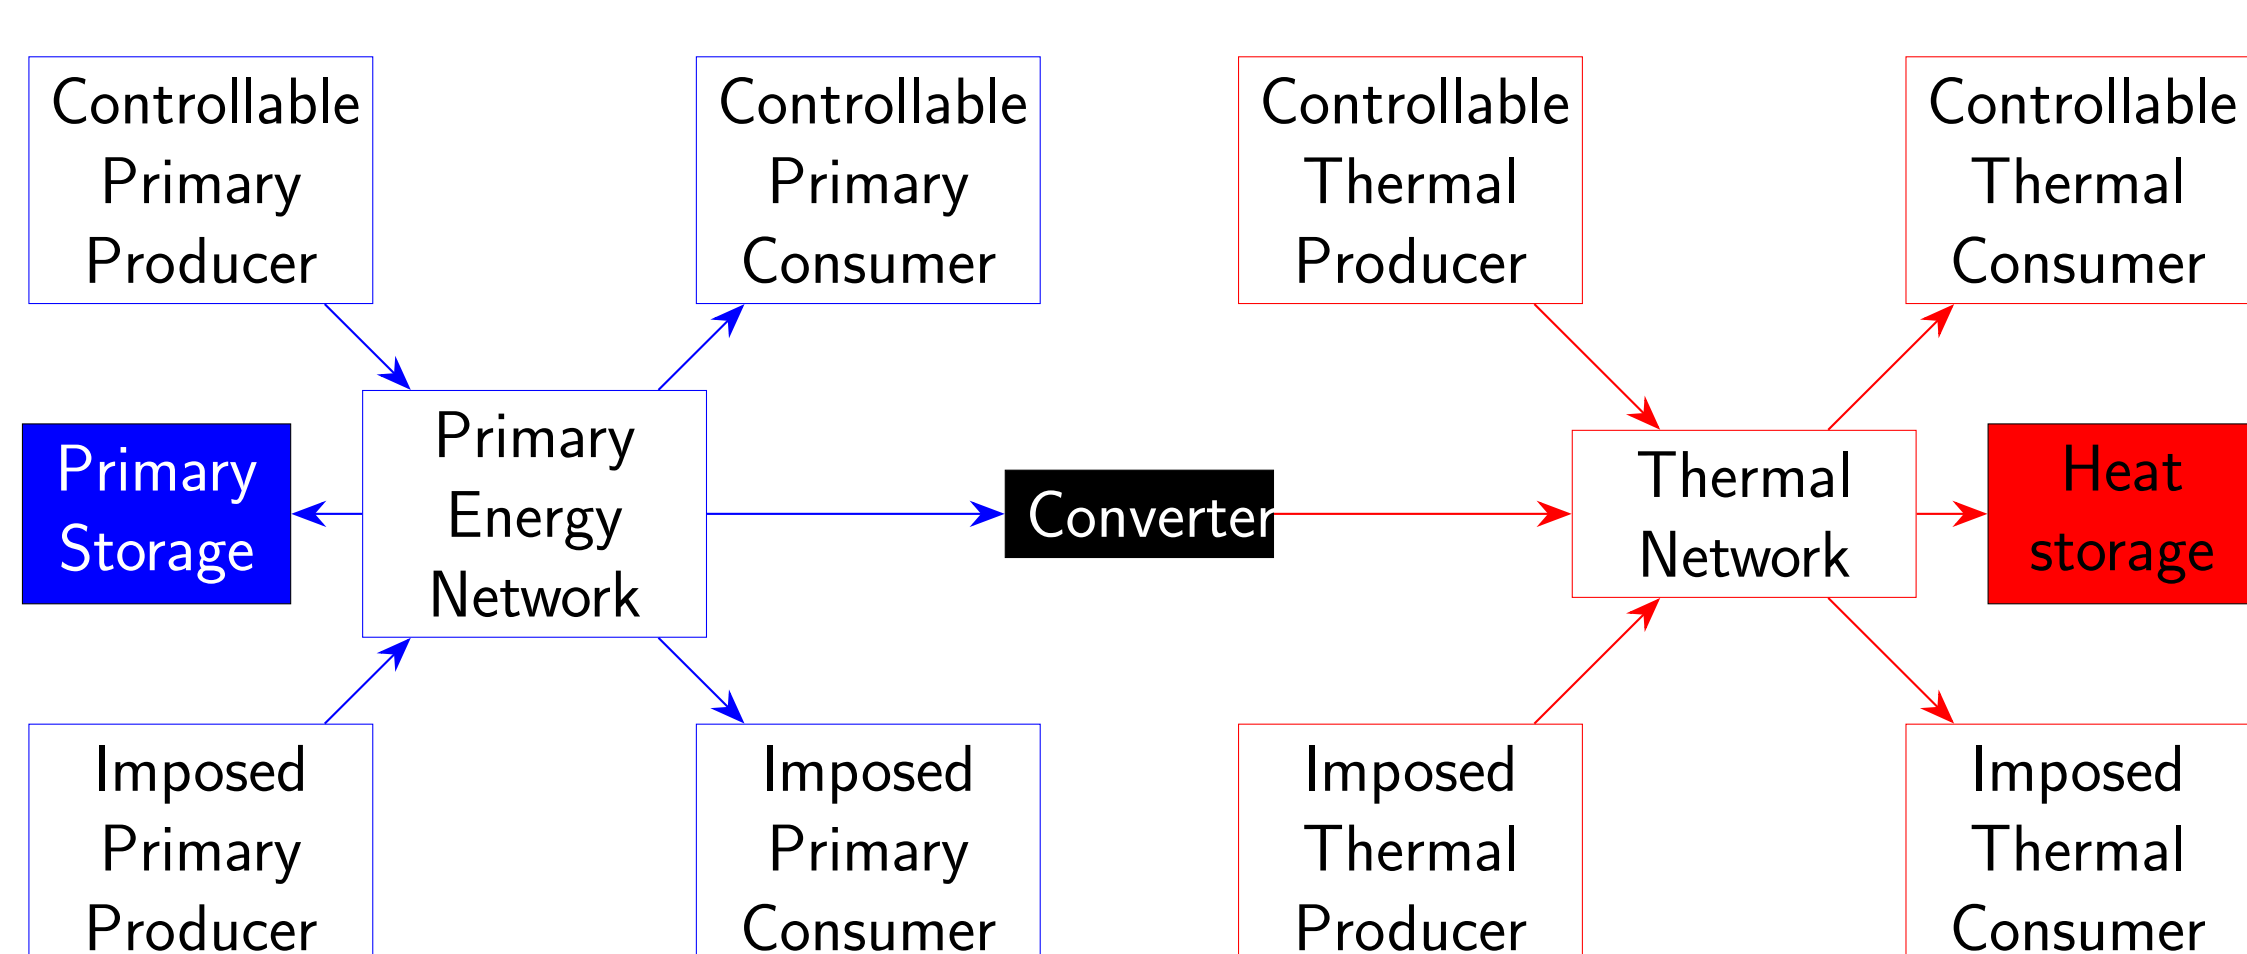 Controllable
Primary
Producer
Controllable
Primary
Consumer
Controllable
Thermal
Producer
Controllable
Thermal
Consumer
Primary
Storage
Primary
Energy
Network
Converter
Thermal
Network
Heat
storage
Imposed
Primary
Producer
Imposed
Primary
Consumer
Imposed
Thermal
Producer
Imposed
Thermal
Consumer